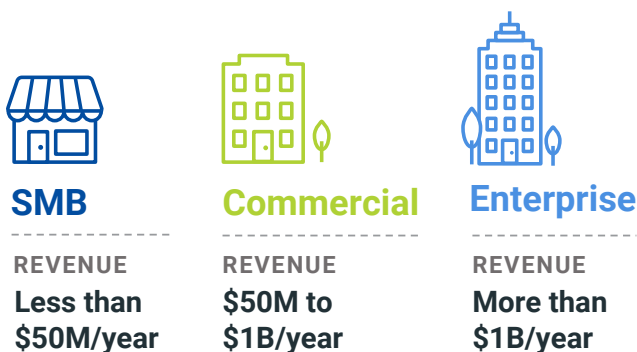 SMB
REVENUE
Less than
$50M/year
Commercial
REVENUE
$50M to
$1B/year
Enterprise
REVENUE
More than
$1B/year